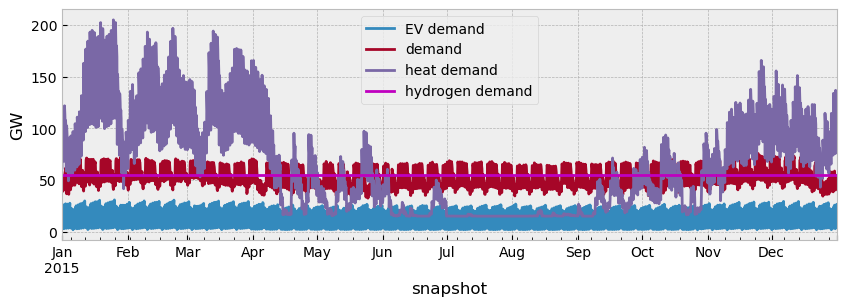 200
150
100
50
0
GW
EV demand
demand
heat demand
hydrogen demand
Jan Feb Mar Apr May Jun Jul Aug Sep Oct Nov Dec
2015
snapshot